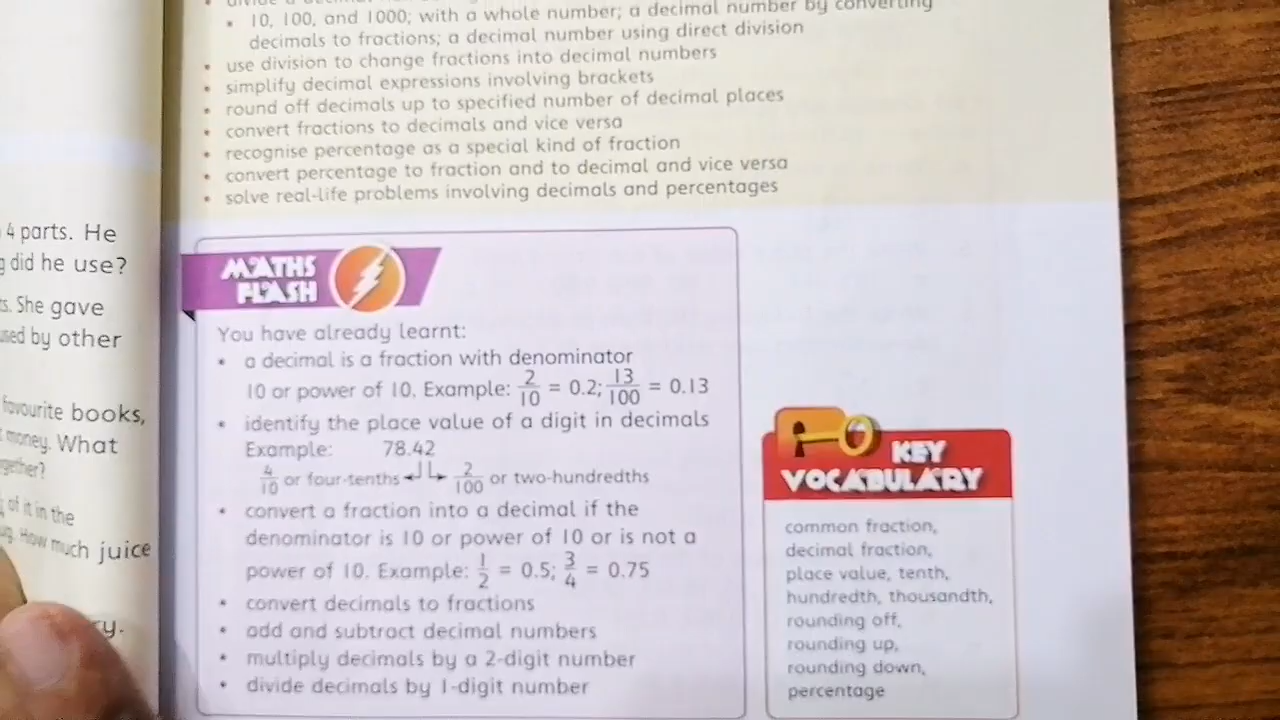 10, 100, and 1000; with a whole number; a decimal number by converting
decimals to fractions; a decimal number using direct division
• use division to change fractions into decimal numbers
• simplify decimal expressions involving brackets
• round off decimals up to specified number of decimal places
• convert fractions to decimals and vice versa
• recognise percentage as a special kind of fraction
• convert percentage to fraction and to decimal and vice versa
• solve real-life problems involving decimals and percentages
4 parts. He
did he use?
She gave
by other
favourite books,
money. What
of it in the
How much juice
MATHS
FLASH
You have already learnt:
• a decimal is a fraction with denominator
10 or power of 10. Example: 2/10 = 0.2; 13/100 = 0.13
• identify the place value of a digit in decimals
Example: 78.42
4/10 or four-tenths ↵ ↳ 2/100 or two-hundredths
• convert a fraction into a decimal if the
denominator is 10 or power of 10 or is not a
power of 10. Example: 1/2 = 0.5; 3/4 = 0.75
• convert decimals to fractions
• add and subtract decimal numbers
• multiply decimals by a 2-digit number
• divide decimals by 1-digit number
KEY
VOCABULARY
common fraction,
decimal fraction,
place value, tenth,
hundredth, thousandth,
rounding off,
rounding up,
rounding down,
percentage